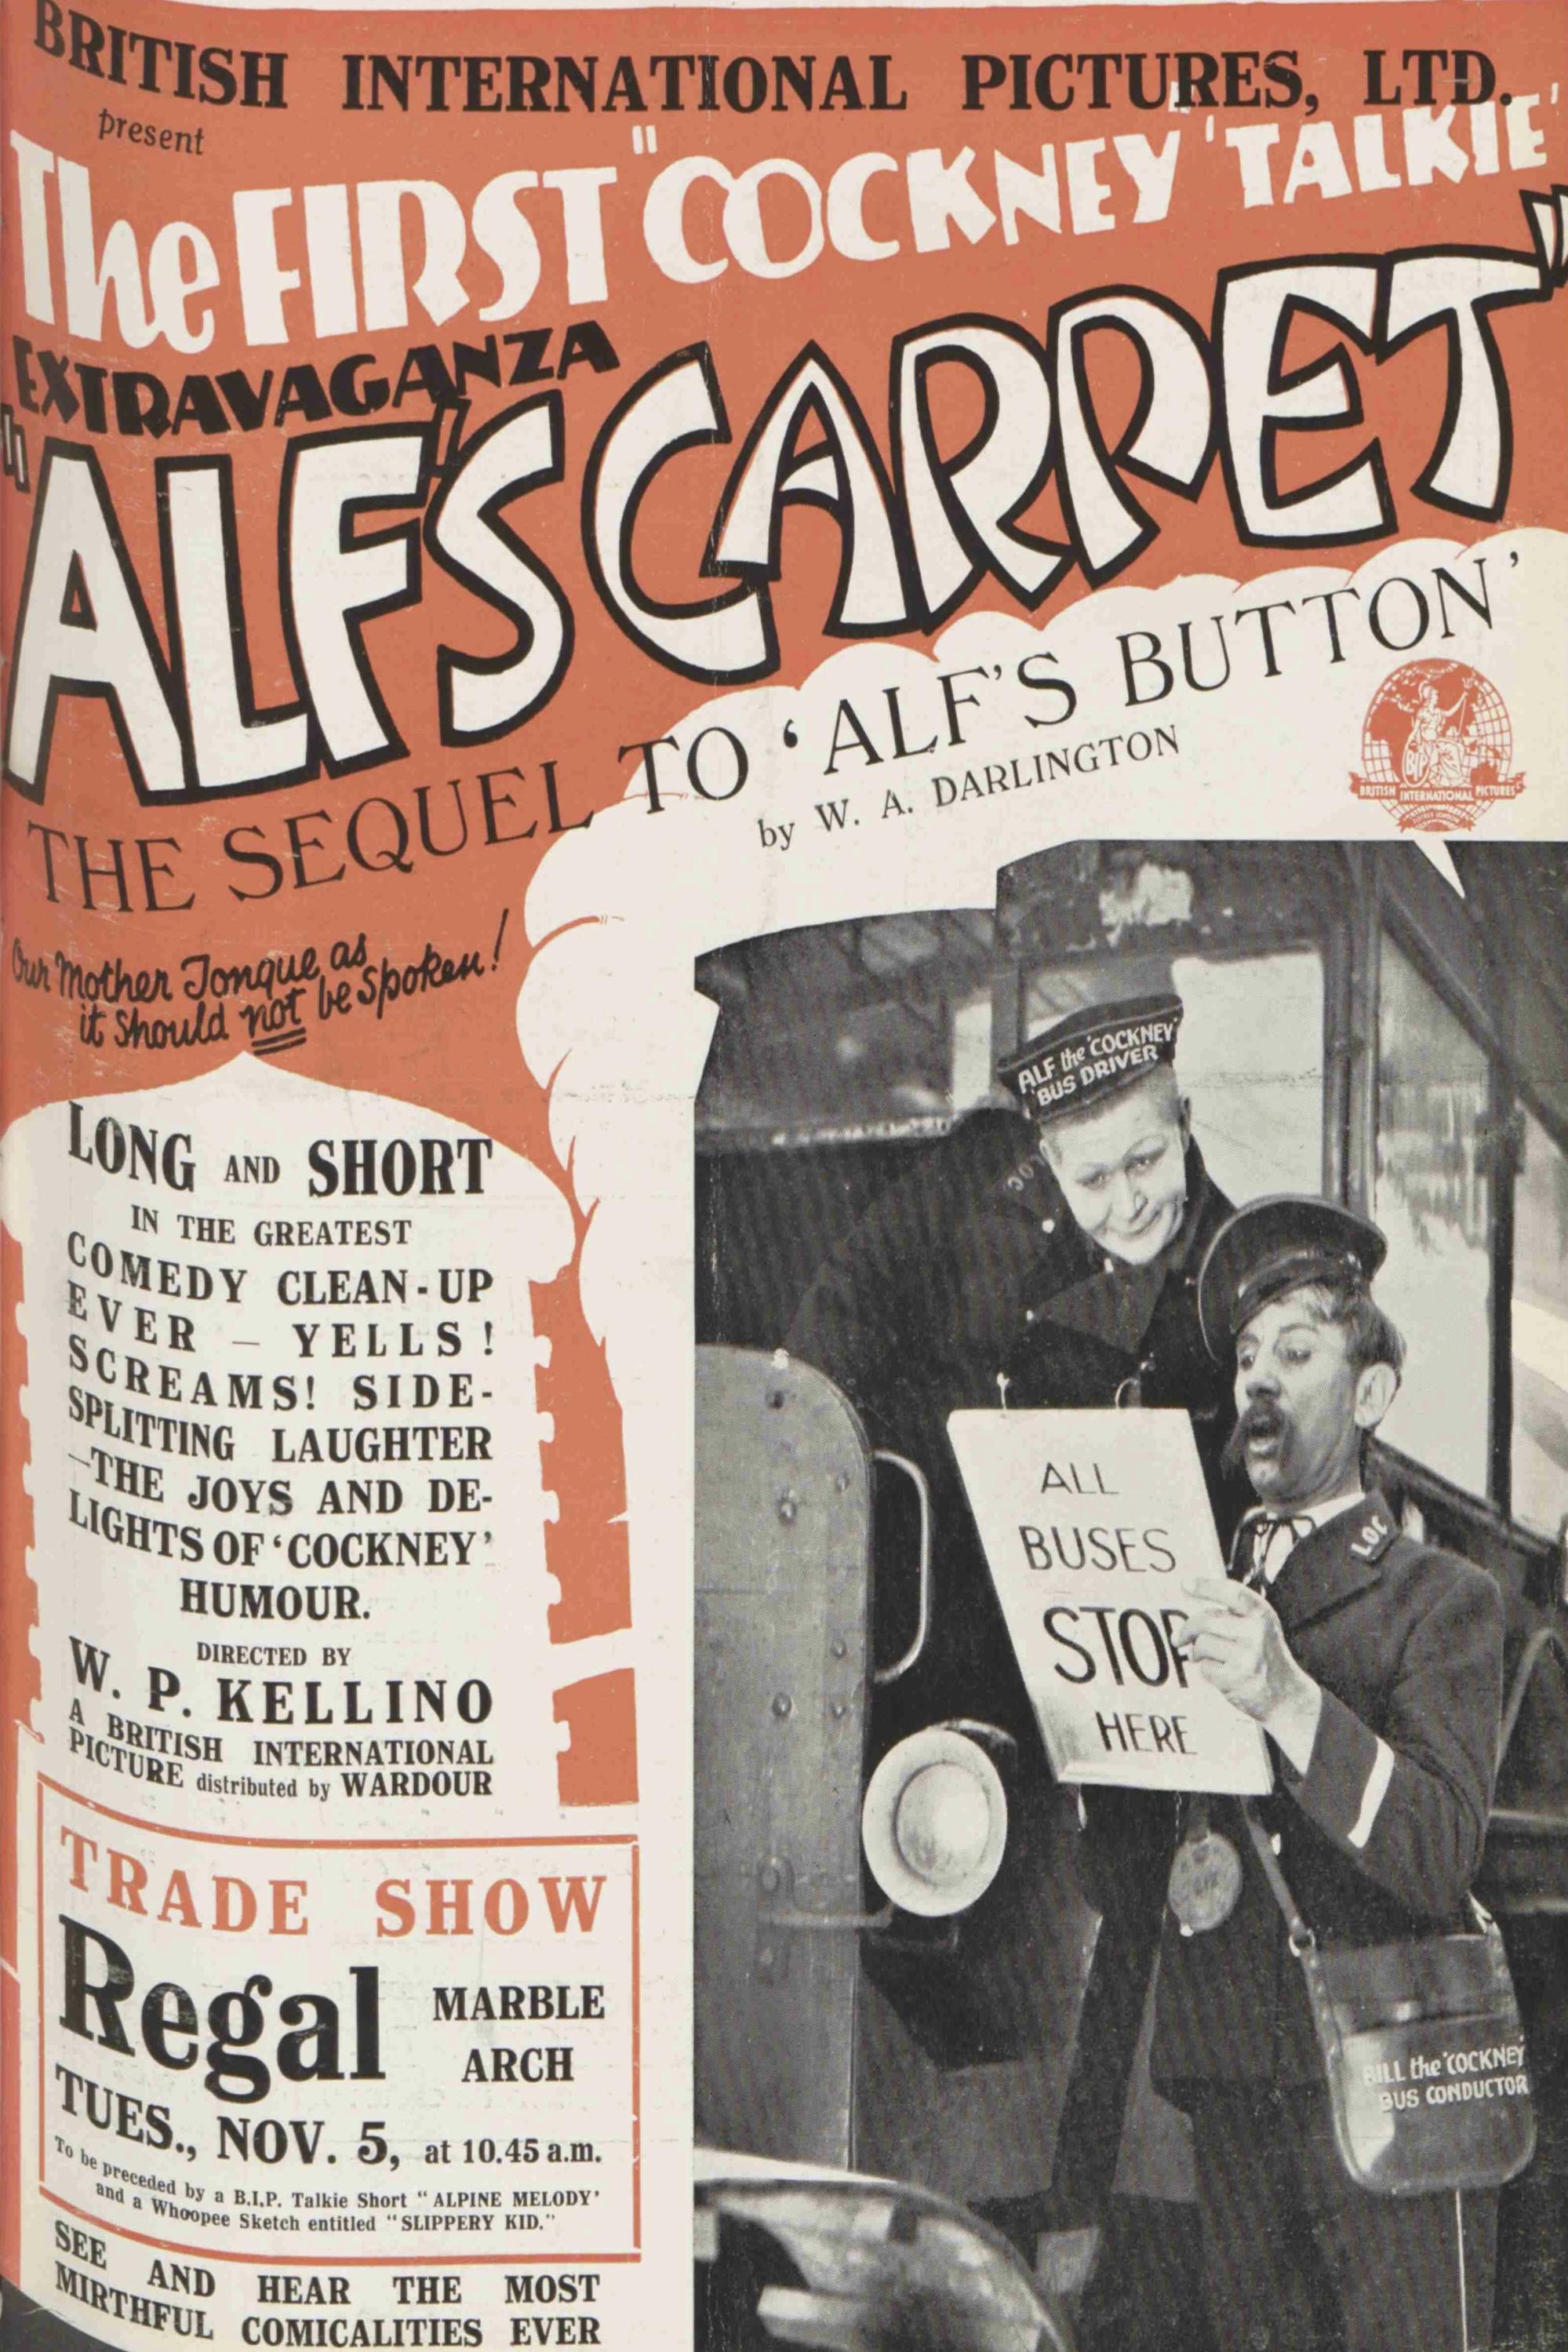 BRITISH INTERNATIONAL PICTURES, LTD.
present
The FIRST "COCKNEY" 'TALKIE'
EXTRAVAGANZA
"ALF'S CARPET"
THE SEQUEL TO 'ALF'S BUTTON'
by W. A. DARLINGTON
BIP
BRITISH INTERNATIONAL PICTURES
Our Mother Tongue as
it should not be spoken!
LONG AND SHORT
IN THE GREATEST
COMEDY CLEAN-UP
EVER – YELLS!
SCREAMS! SIDE-
SPLITTING LAUGHTER
–THE JOYS AND DE-
LIGHTS OF 'COCKNEY'
HUMOUR.
DIRECTED BY
W. P. KELLINO
A BRITISH INTERNATIONAL
PICTURE distributed by WARDOUR
TRADE SHOW
Regal MARBLE
ARCH
TUES., NOV. 5, at 10.45 a.m.
To be preceded by a B.I.P. Talkie Short "ALPINE MELODY'
and a Whoopee Sketch entitled "SLIPPERY KID."
SEE AND HEAR THE MOST
MIRTHFUL COMICALITIES EVER
ALF the 'COCKNEY'
BUS DRIVER
LOC
ALL
BUSES
STOP
HERE
LOC
BILL the 'COCKNEY'
BUS CONDUCTOR